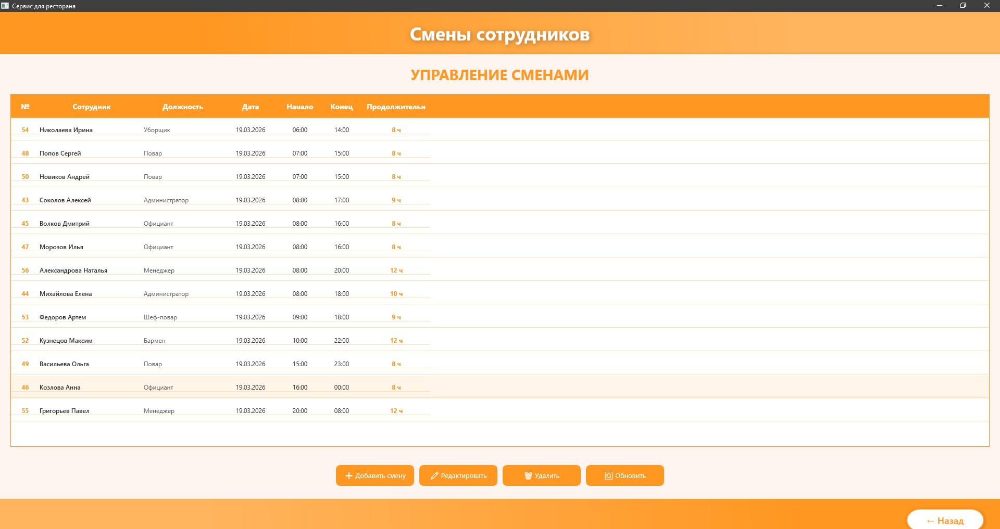 Сервис для ресторана
Смены сотрудников
УПРАВЛЕНИЕ СМЕНАМИ
№ Сотрудник Должность Дата Начало Конец Продолжительн
54 Николаева Ирина Уборщик 19.03.2026 06:00 14:00 8 ч
48 Попов Сергей Повар 19.03.2026 07:00 15:00 8 ч
50 Новиков Андрей Повар 19.03.2026 07:00 15:00 8 ч
43 Соколов Алексей Администратор 19.03.2026 08:00 17:00 9 ч
45 Волков Дмитрий Официант 19.03.2026 08:00 16:00 8 ч
47 Морозов Илья Официант 19.03.2026 08:00 16:00 8 ч
56 Александрова Наталья Менеджер 19.03.2026 08:00 20:00 12 ч
44 Михайлова Елена Администратор 19.03.2026 08:00 18:00 10 ч
53 Федоров Артем Шеф-повар 19.03.2026 09:00 18:00 9 ч
52 Кузнецов Максим Бармен 19.03.2026 10:00 22:00 12 ч
49 Васильева Ольга Повар 19.03.2026 15:00 23:00 8 ч
46 Козлова Анна Официант 19.03.2026 16:00 00:00 8 ч
55 Григорьев Павел Менеджер 19.03.2026 20:00 08:00 12 ч
Добавить смену Редактировать Удалить Обновить
← Назад